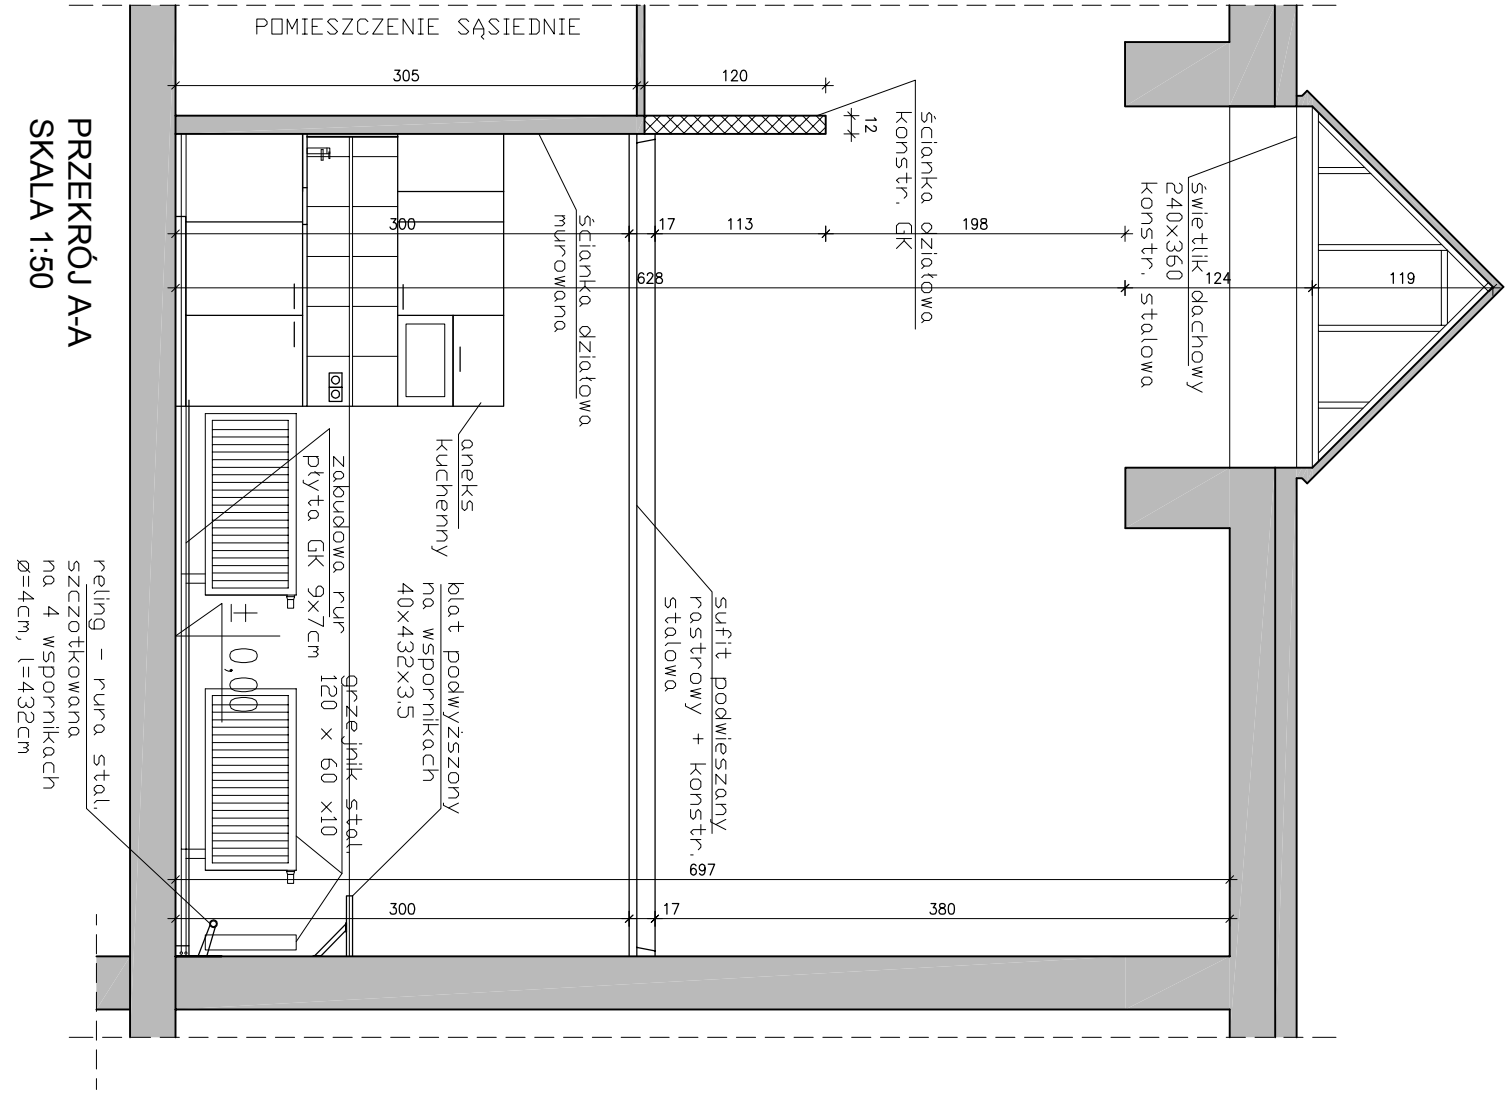 POMIESZCZENIE SĄSIEDNIE
305
120
12
ścianka działowa
konstr. GK
świetlik dachowy
240x360
konstr. stalowa
PRZEKRÓJ A-A
SKALA 1:50
300
17
113
198
628
124
119
ścianka działowa
murowana
aneks
kuchenny
zabudowa rur
płyta GK 9x7cm
± 0,00
reling - rura stal.
szczotkowana
na 4 wspornikach
ø=4cm, l=432cm
blat podwyższony
na wspornikach
40x432x3,5
grzejnik stal.
120 x 60 x10
sufit podwieszany
rastrowy + konstr.
stalowa
697
300
17
380